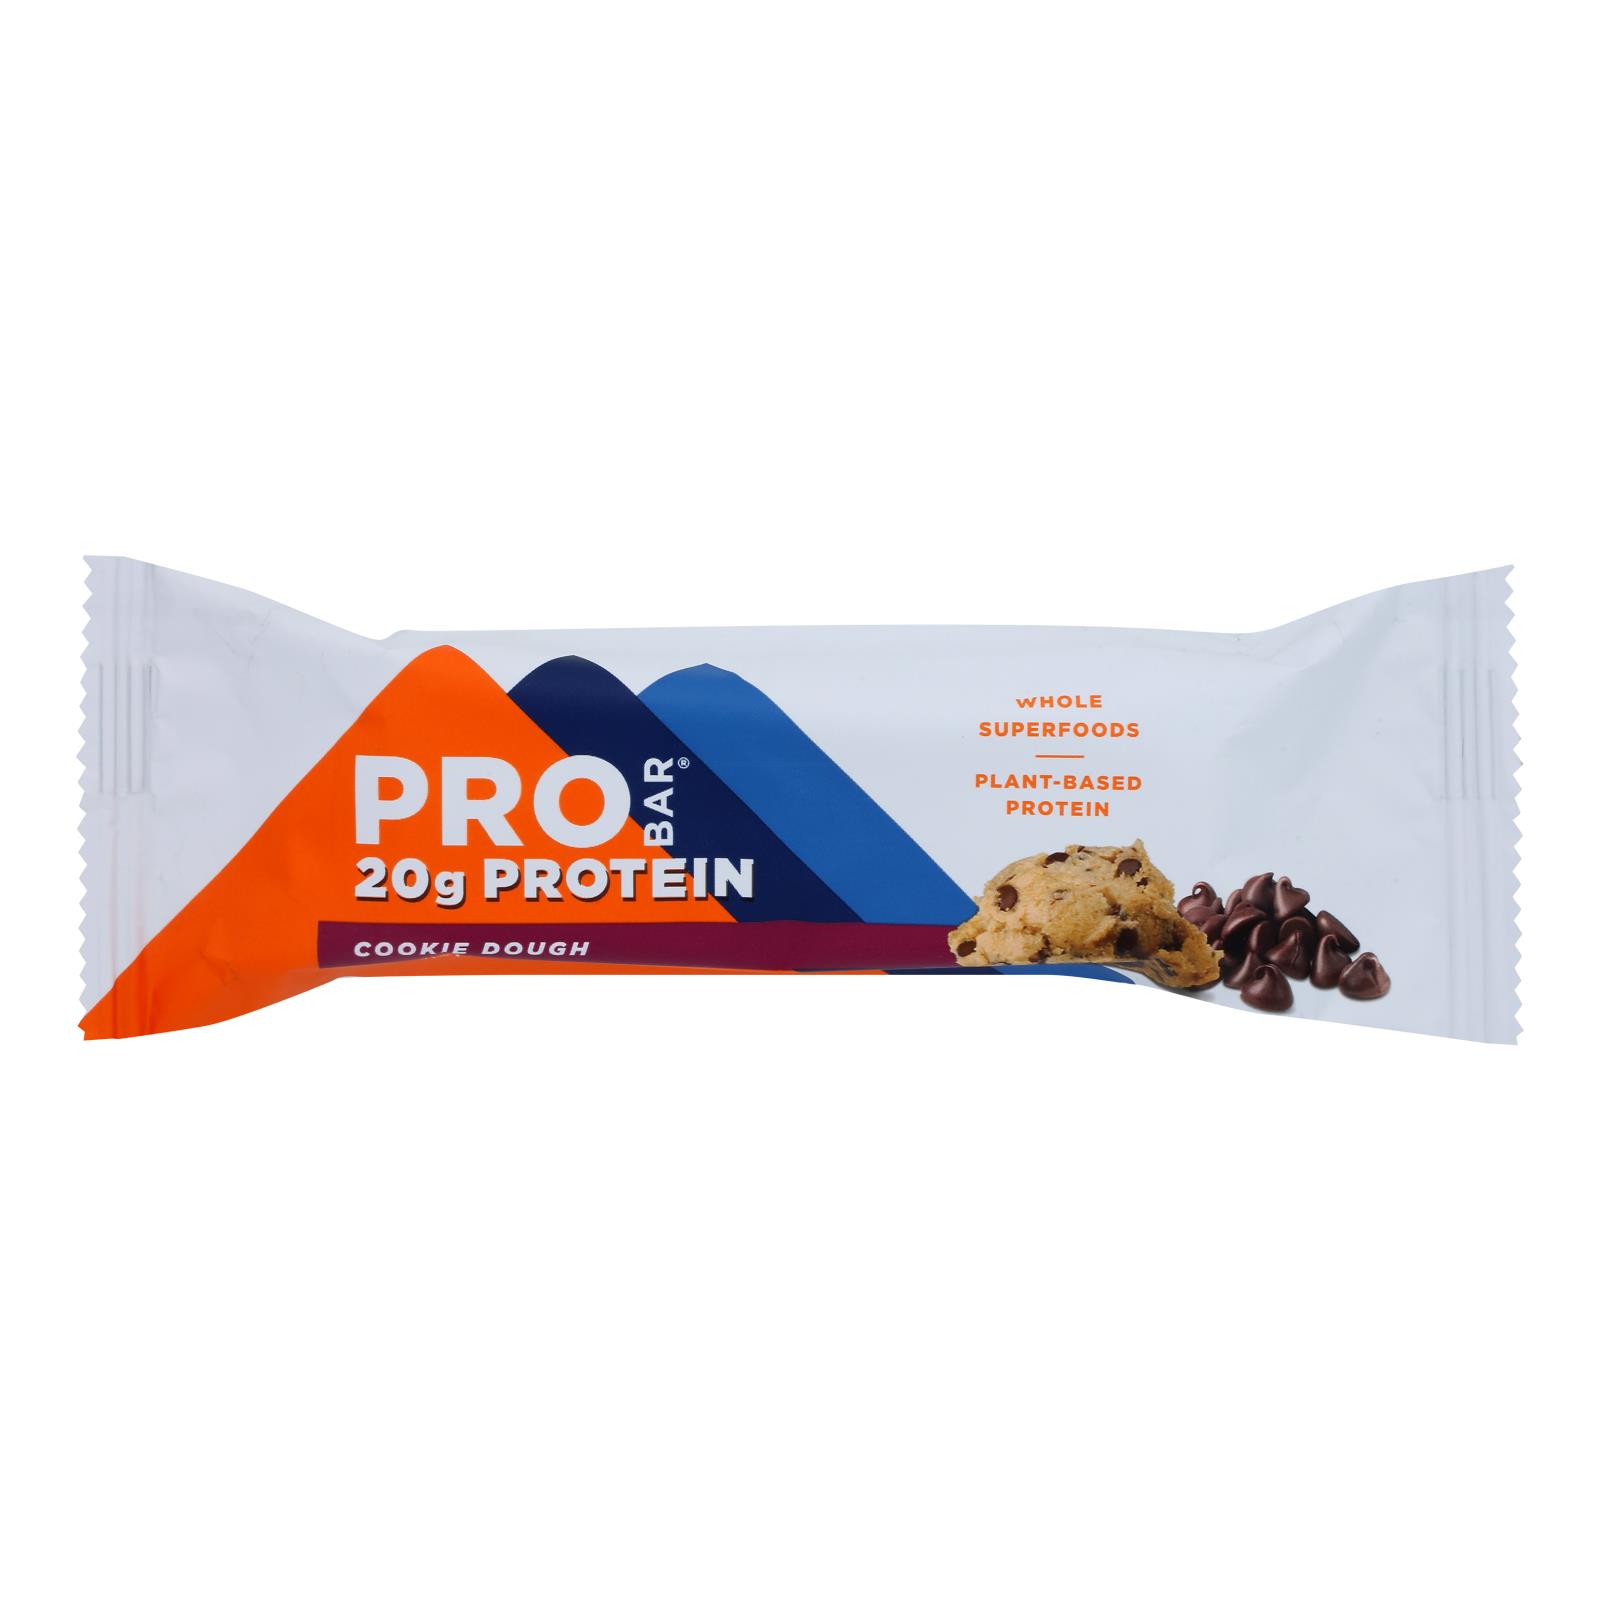 PRO
BAR®
20g PROTEIN
COOKIE DOUGH
WHOLE
SUPERFOODS
PLANT-BASED
PROTEIN